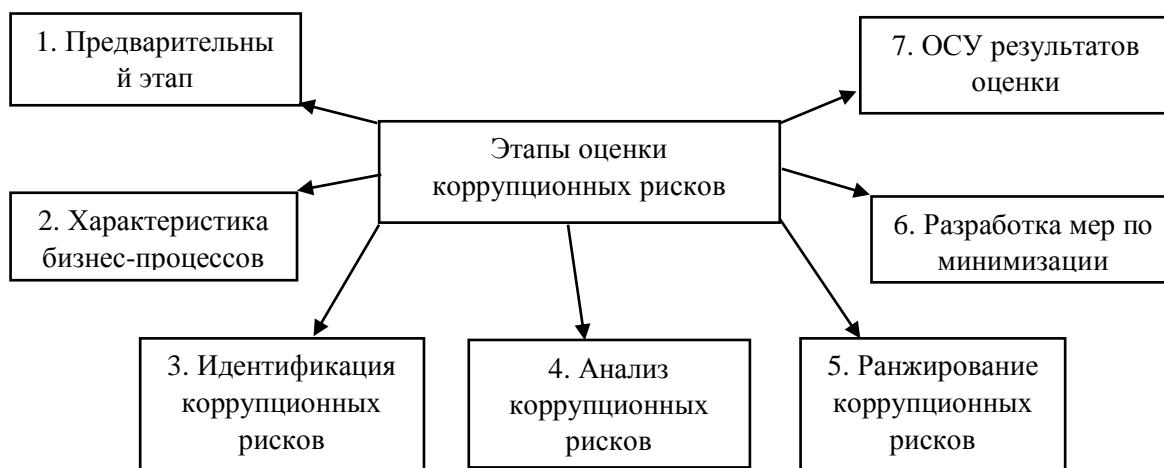 1. Предварительны
й этап
7. ОСУ результатов
оценки
Этапы оценки
коррупционных рисков
2. Характеристика
бизнес-процессов
6. Разработка мер по
минимизации
3. Идентификация
коррупционных
рисков
4. Анализ
коррупционных
рисков
5. Ранжирование
коррупционных
рисков